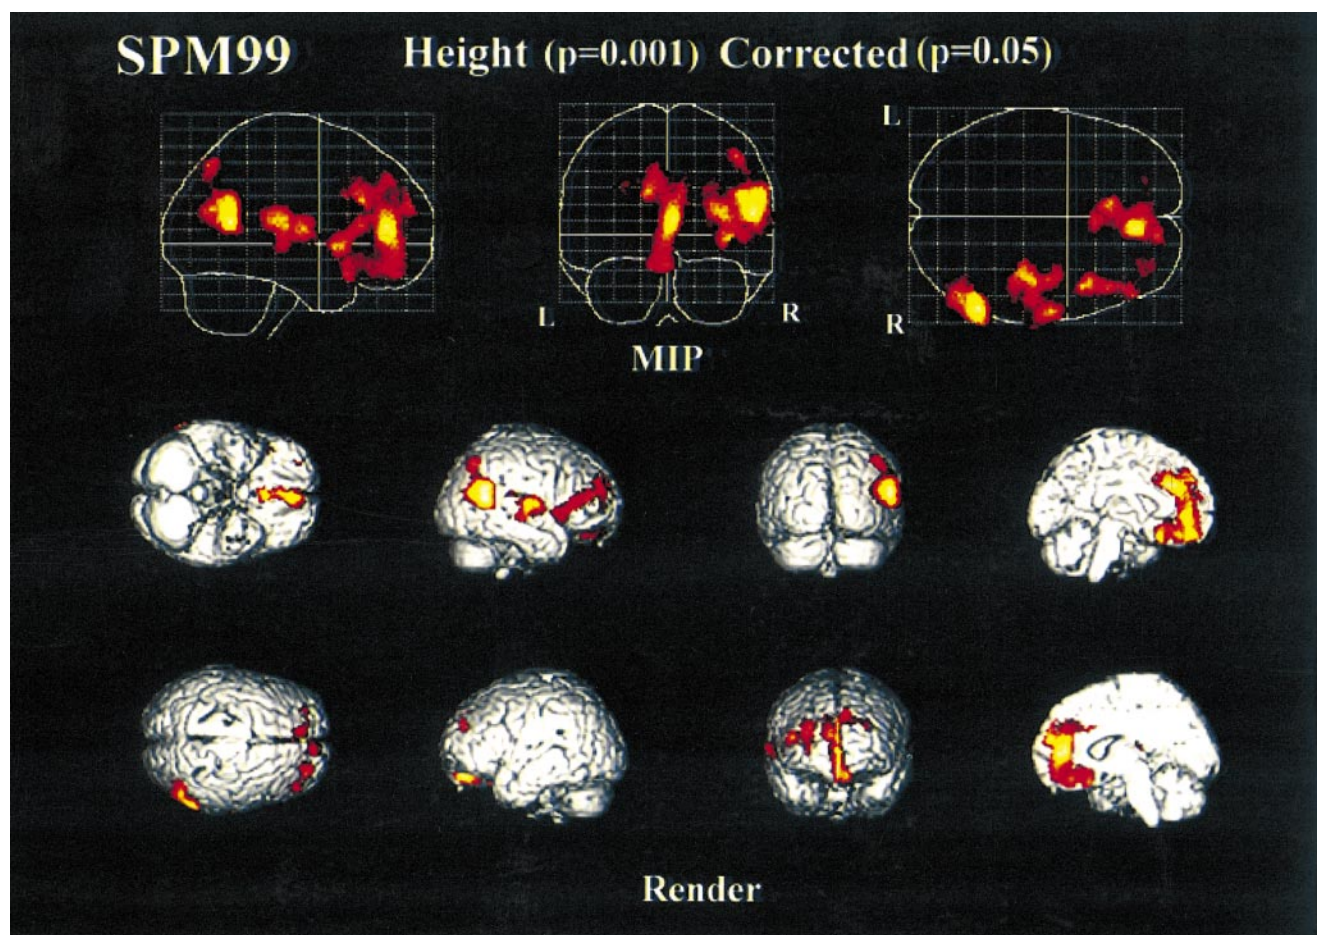 SPM99 Height (p=0.001) Corrected (p=0.05)
L
L
R
R
MIP
Render